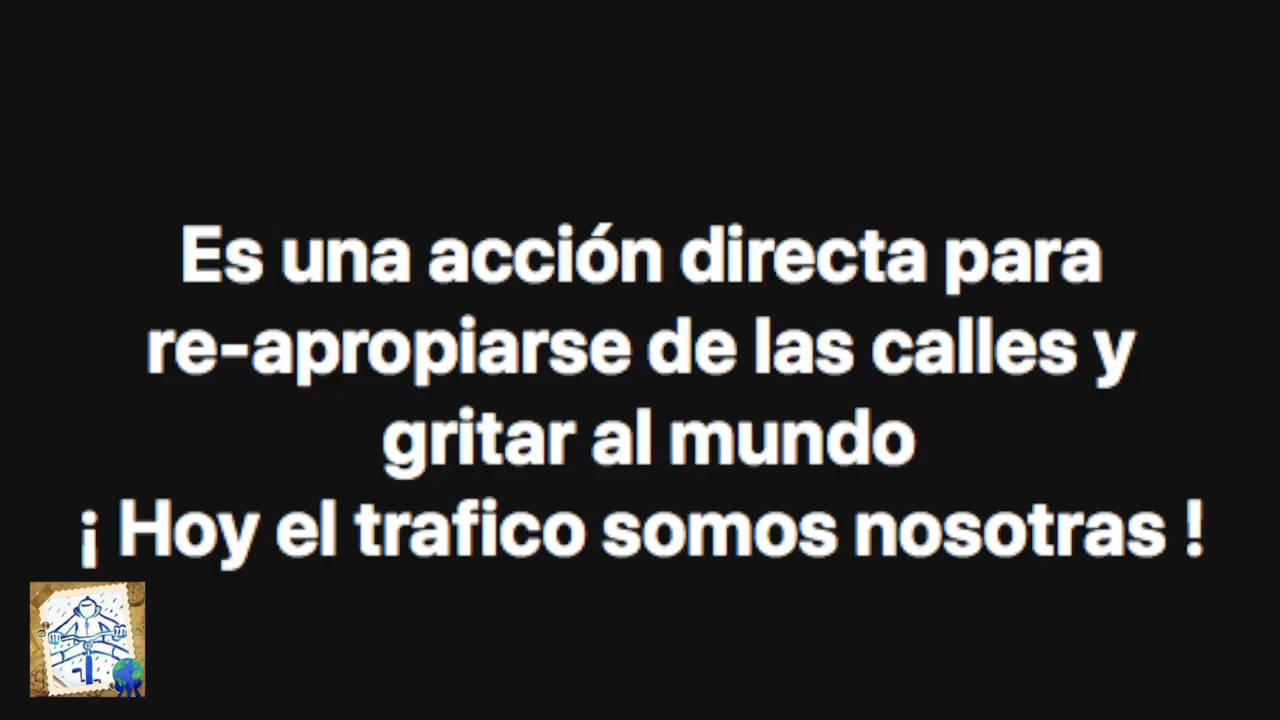 Es una acción directa para
re-apropiarse de las calles y
gritar al mundo
¡ Hoy el trafico somos nosotras !